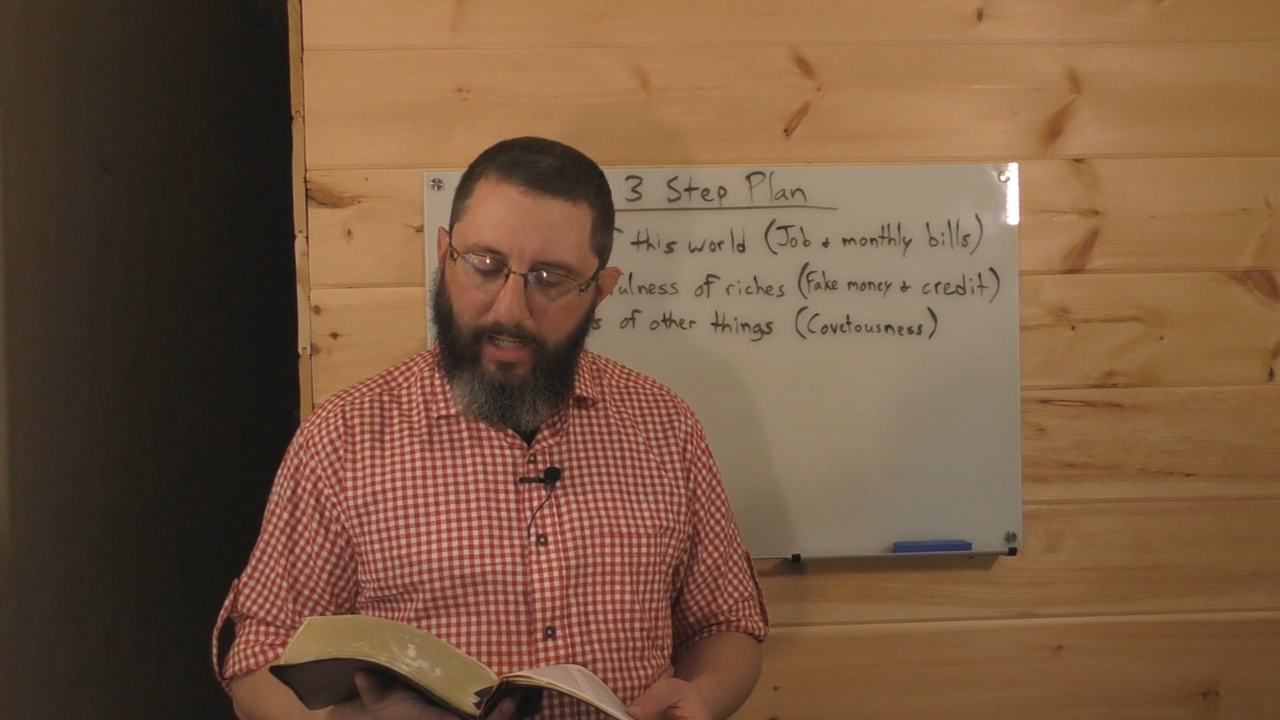 3 Step Plan
this world (Job & monthly bills)
ulness of riches (Fake money & credit)
s of other things (Covetousness)